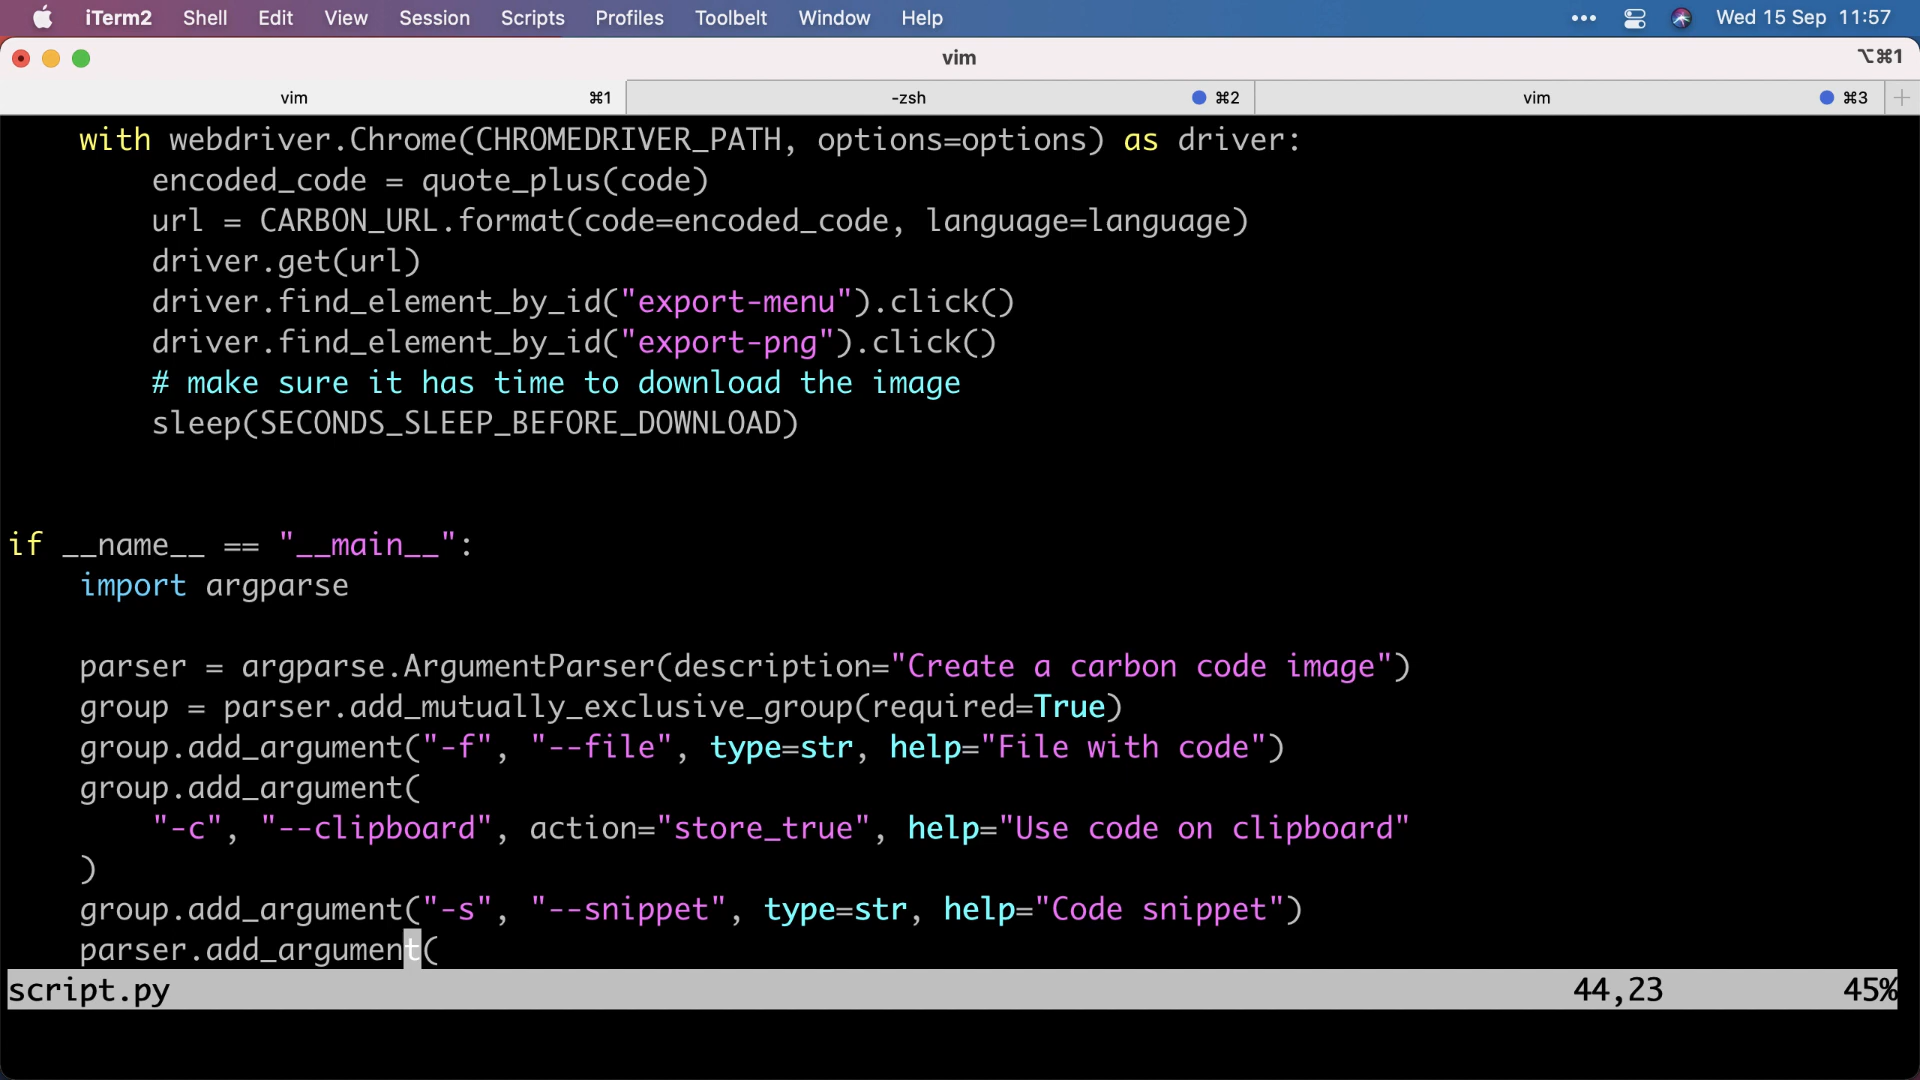 iTerm2 Shell Edit View Session Scripts Profiles Toolbelt Window Help Wed 15 Sep 11:57
vim ⌥⌘1
vim ⌘1 -zsh ⌘2 vim ⌘3
with webdriver.Chrome(CHROMEDRIVER_PATH, options=options) as driver:
encoded_code = quote_plus(code)
url = CARBON_URL.format(code=encoded_code, language=language)
driver.get(url)
driver.find_element_by_id("export-menu").click()
driver.find_element_by_id("export-png").click()
# make sure it has time to download the image
sleep(SECONDS_SLEEP_BEFORE_DOWNLOAD)
if __name__ == "__main__":
import argparse
parser = argparse.ArgumentParser(description="Create a carbon code image")
group = parser.add_mutually_exclusive_group(required=True)
group.add_argument("-f", "--file", type=str, help="File with code")
group.add_argument(
"-c", "--clipboard", action="store_true", help="Use code on clipboard"
)
group.add_argument("-s", "--snippet", type=str, help="Code snippet")
parser.add_argument(
script.py 44,23 45%